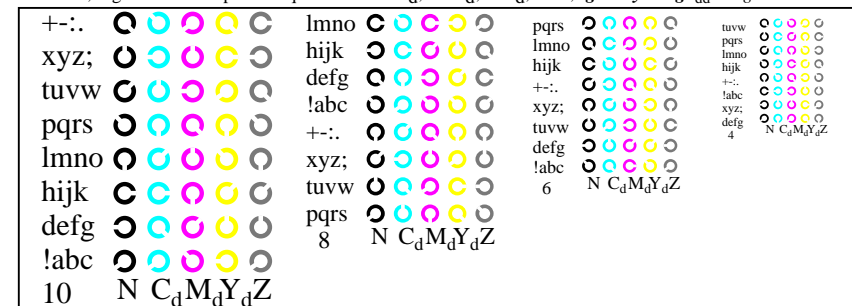 +-:.
xyz;
tuvw
pqrs
lmno
hijk
defg
!abc
10 N CdMdYdZ
lmno
hijk
defg
!abc
+-:.
xyz;
tuvw
pqrs
8 N CdMdYdZ
pqrs
lmno
hijk
+-:.
xyz;
tuvw
defg
!abc
6 N CdMdYdZ
tuvw
pqrs
lmno
hijk
+-:.
!abc
xyz;
defg
4 N CdMdYdZ